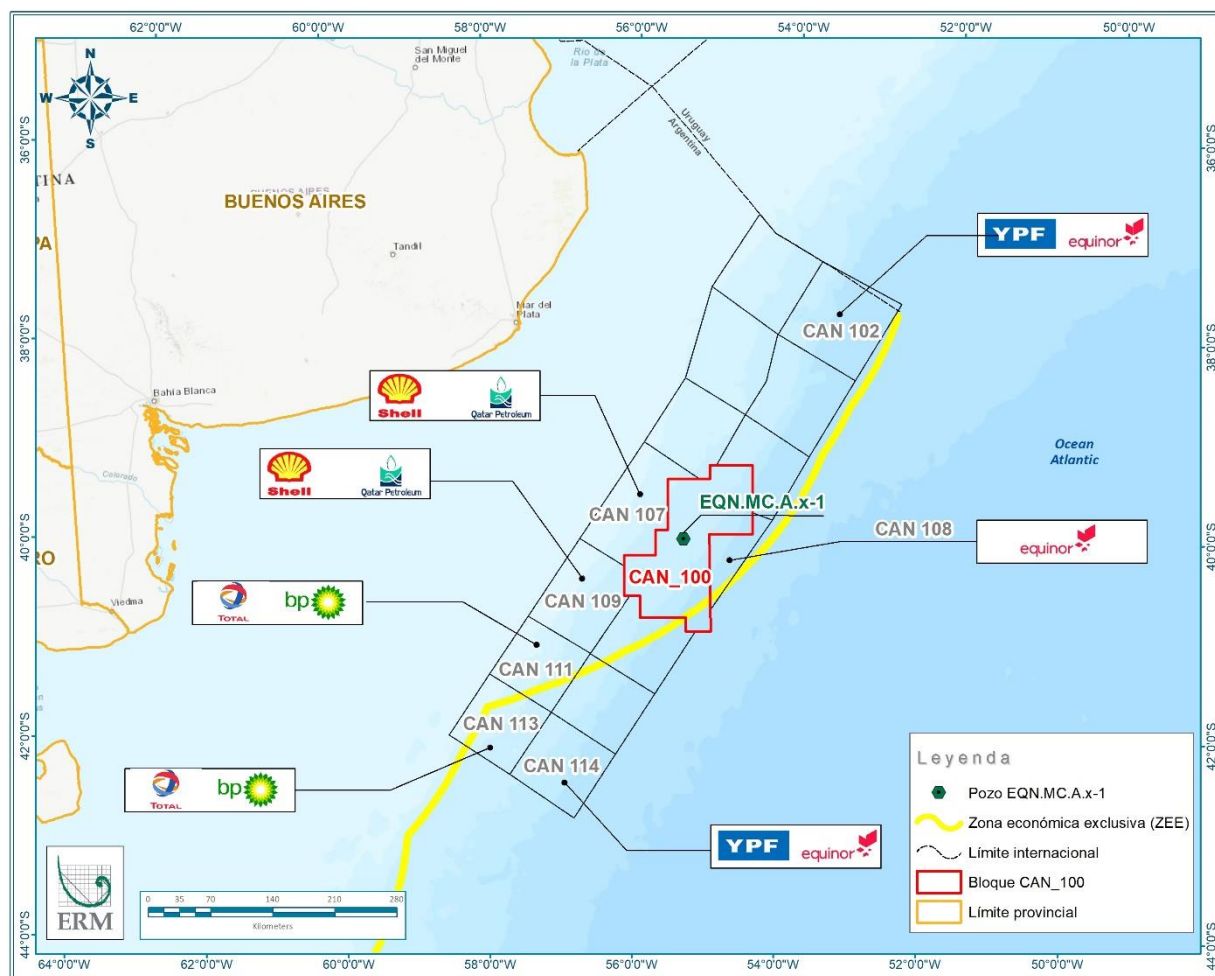 62°0'0"W
60°0'0"W
58°0'0"W
56°0'0"W
54°0'0"W
52°0'0"W
50°0'0"W
N
W
E
S
San Miguel
del Monte
Río de
la Plata
Uruguay
Argentina
36°0'0"S
36°0'0"S
TINA
BUENOS AIRES
BUENOS AIRES
PA
Tandil
YPF
equinor
Mar del
Plata
CAN 102
38°0'0"S
38°0'0"S
Bahía Blanca
Shell
Qatar Petroleum
Ocean
Atlantic
Colorado
Shell
Qatar Petroleum
EQN.MC.A.x-1
CAN 107
CAN 108
40°0'0"S
40°0'0"S
RO
equinor
CAN_100
CAN 109
TOTAL
bp
Viedma
CAN 111
CAN 113
42°0'0"S
42°0'0"S
CAN 114
TOTAL
bp
YPF
equinor
Leyenda
Pozo EQN.MC.A.x-1
Zona económica exclusiva (ZEE)
Límite internacional
Bloque CAN_100
Límite provincial
ERM
0 35 70 140 210 280
Kilometers
44°0'0"S
44°0'0"S
64°0'0"W
62°0'0"W
60°0'0"W
58°0'0"W
56°0'0"W
54°0'0"W
52°0'0"W